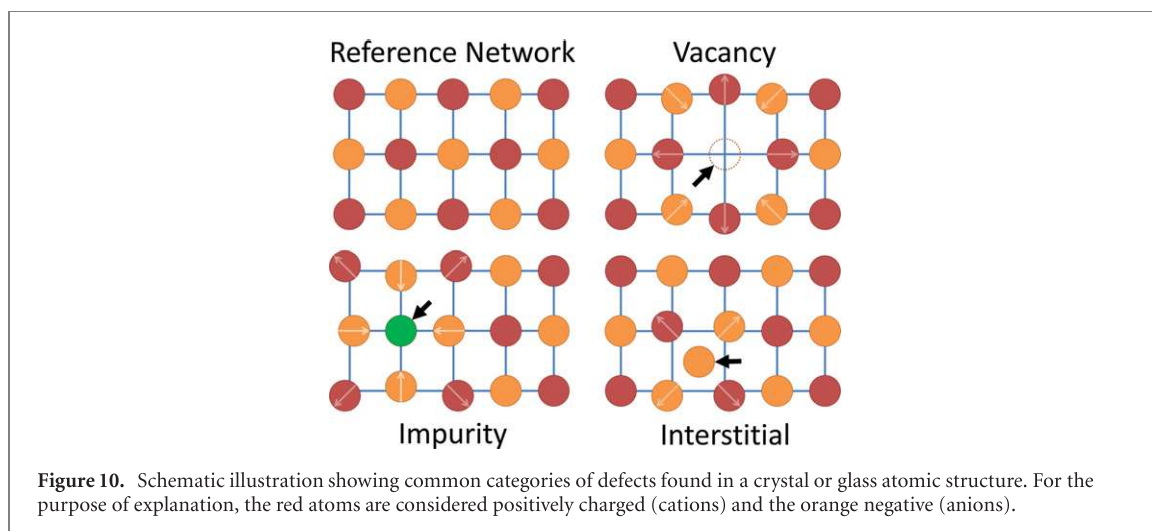 Reference Network
Vacancy
Impurity
Interstitial
Figure 10. Schematic illustration showing common categories of defects found in a crystal or glass atomic structure. For the
purpose of explanation, the red atoms are considered positively charged (cations) and the orange negative (anions).